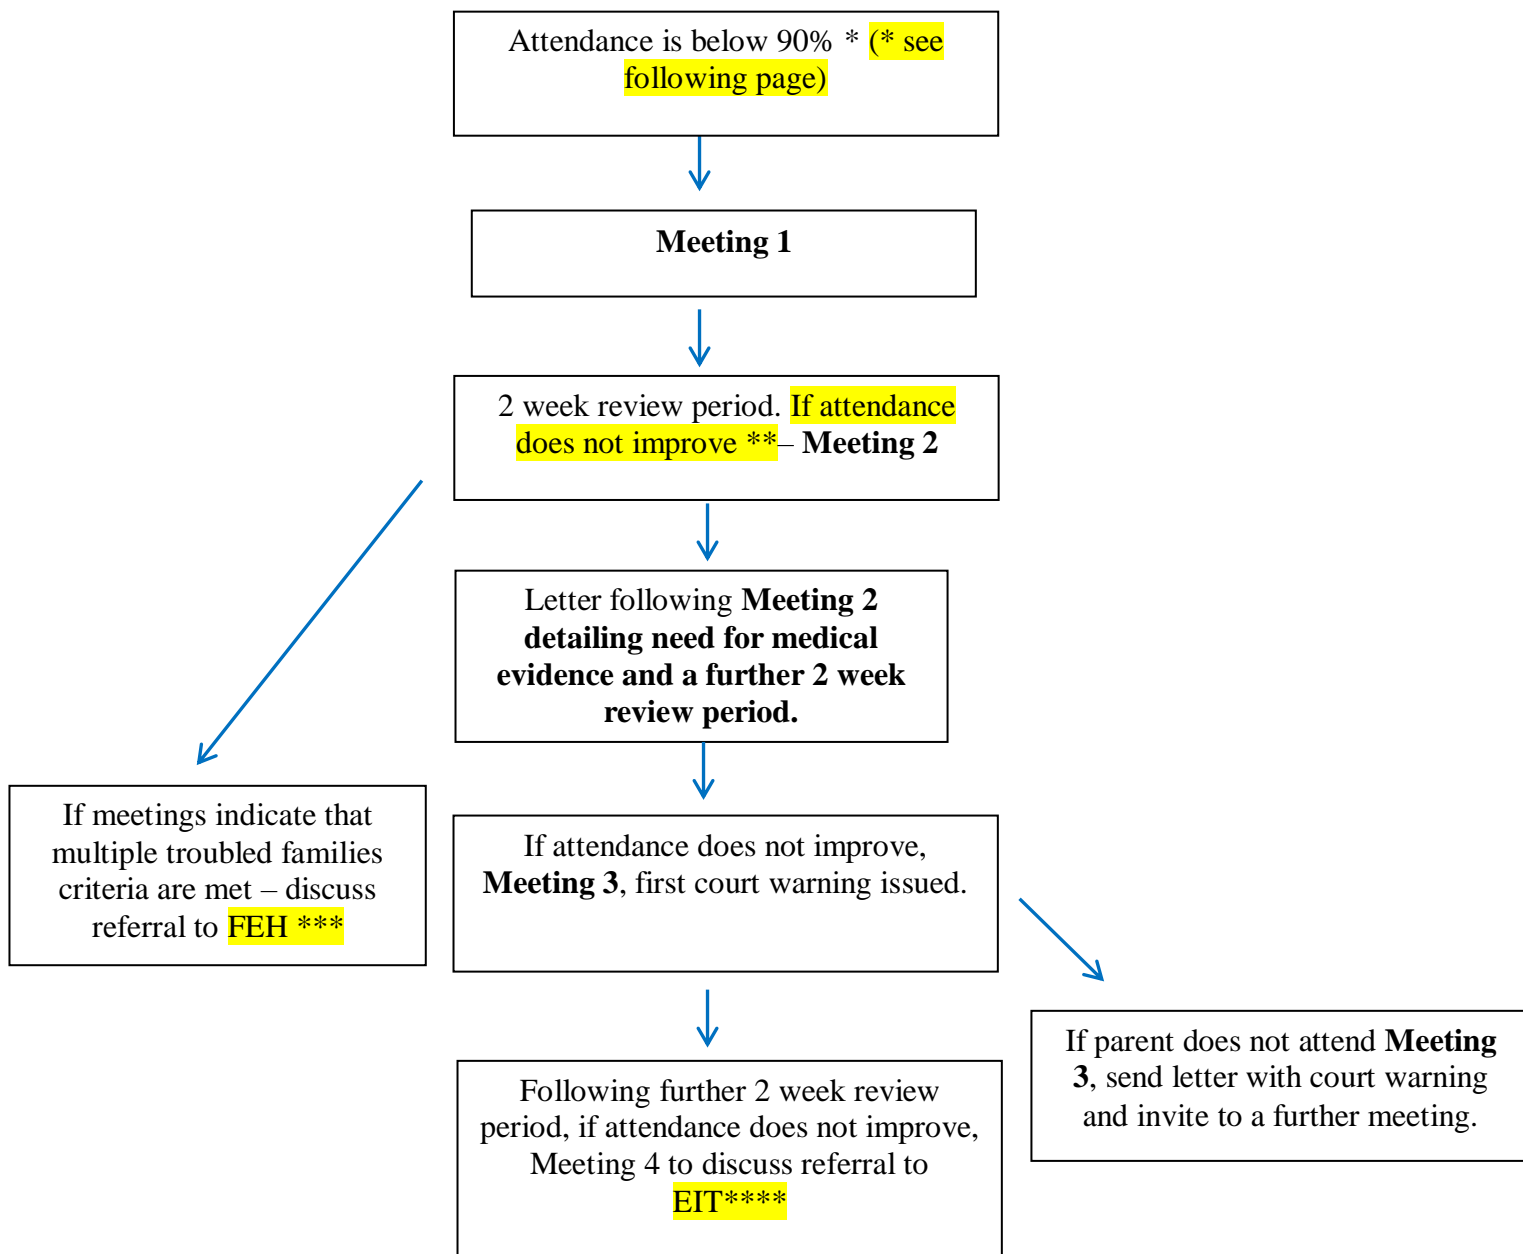 Attendance is below 90% * (* see
following page)
Meeting 1
2 week review period. If attendance
does not improve **– Meeting 2
Letter following Meeting 2
detailing need for medical
evidence and a further 2 week
review period.
If meetings indicate that
multiple troubled families
criteria are met – discuss
referral to FEH ***
If attendance does not improve,
Meeting 3, first court warning issued.
If parent does not attend Meeting
3, send letter with court warning
and invite to a further meeting.
Following further 2 week review
period, if attendance does not improve,
Meeting 4 to discuss referral to
EIT****